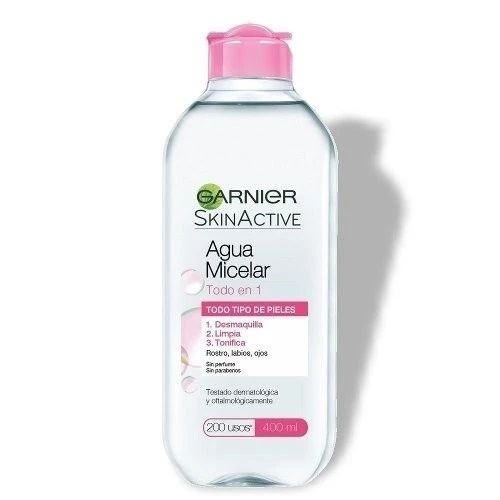 GARNIER
SKINACTIVE
Agua
Micelar
Todo en 1
TODO TIPO DE PIELES
1. Desmaquilla
2. Limpia
3. Tonifica
Rostro, labios, ojos
Sin perfume
Sin parabenos
Testado dermatológica
y oftalmológicamente
200 usos* 400 ml